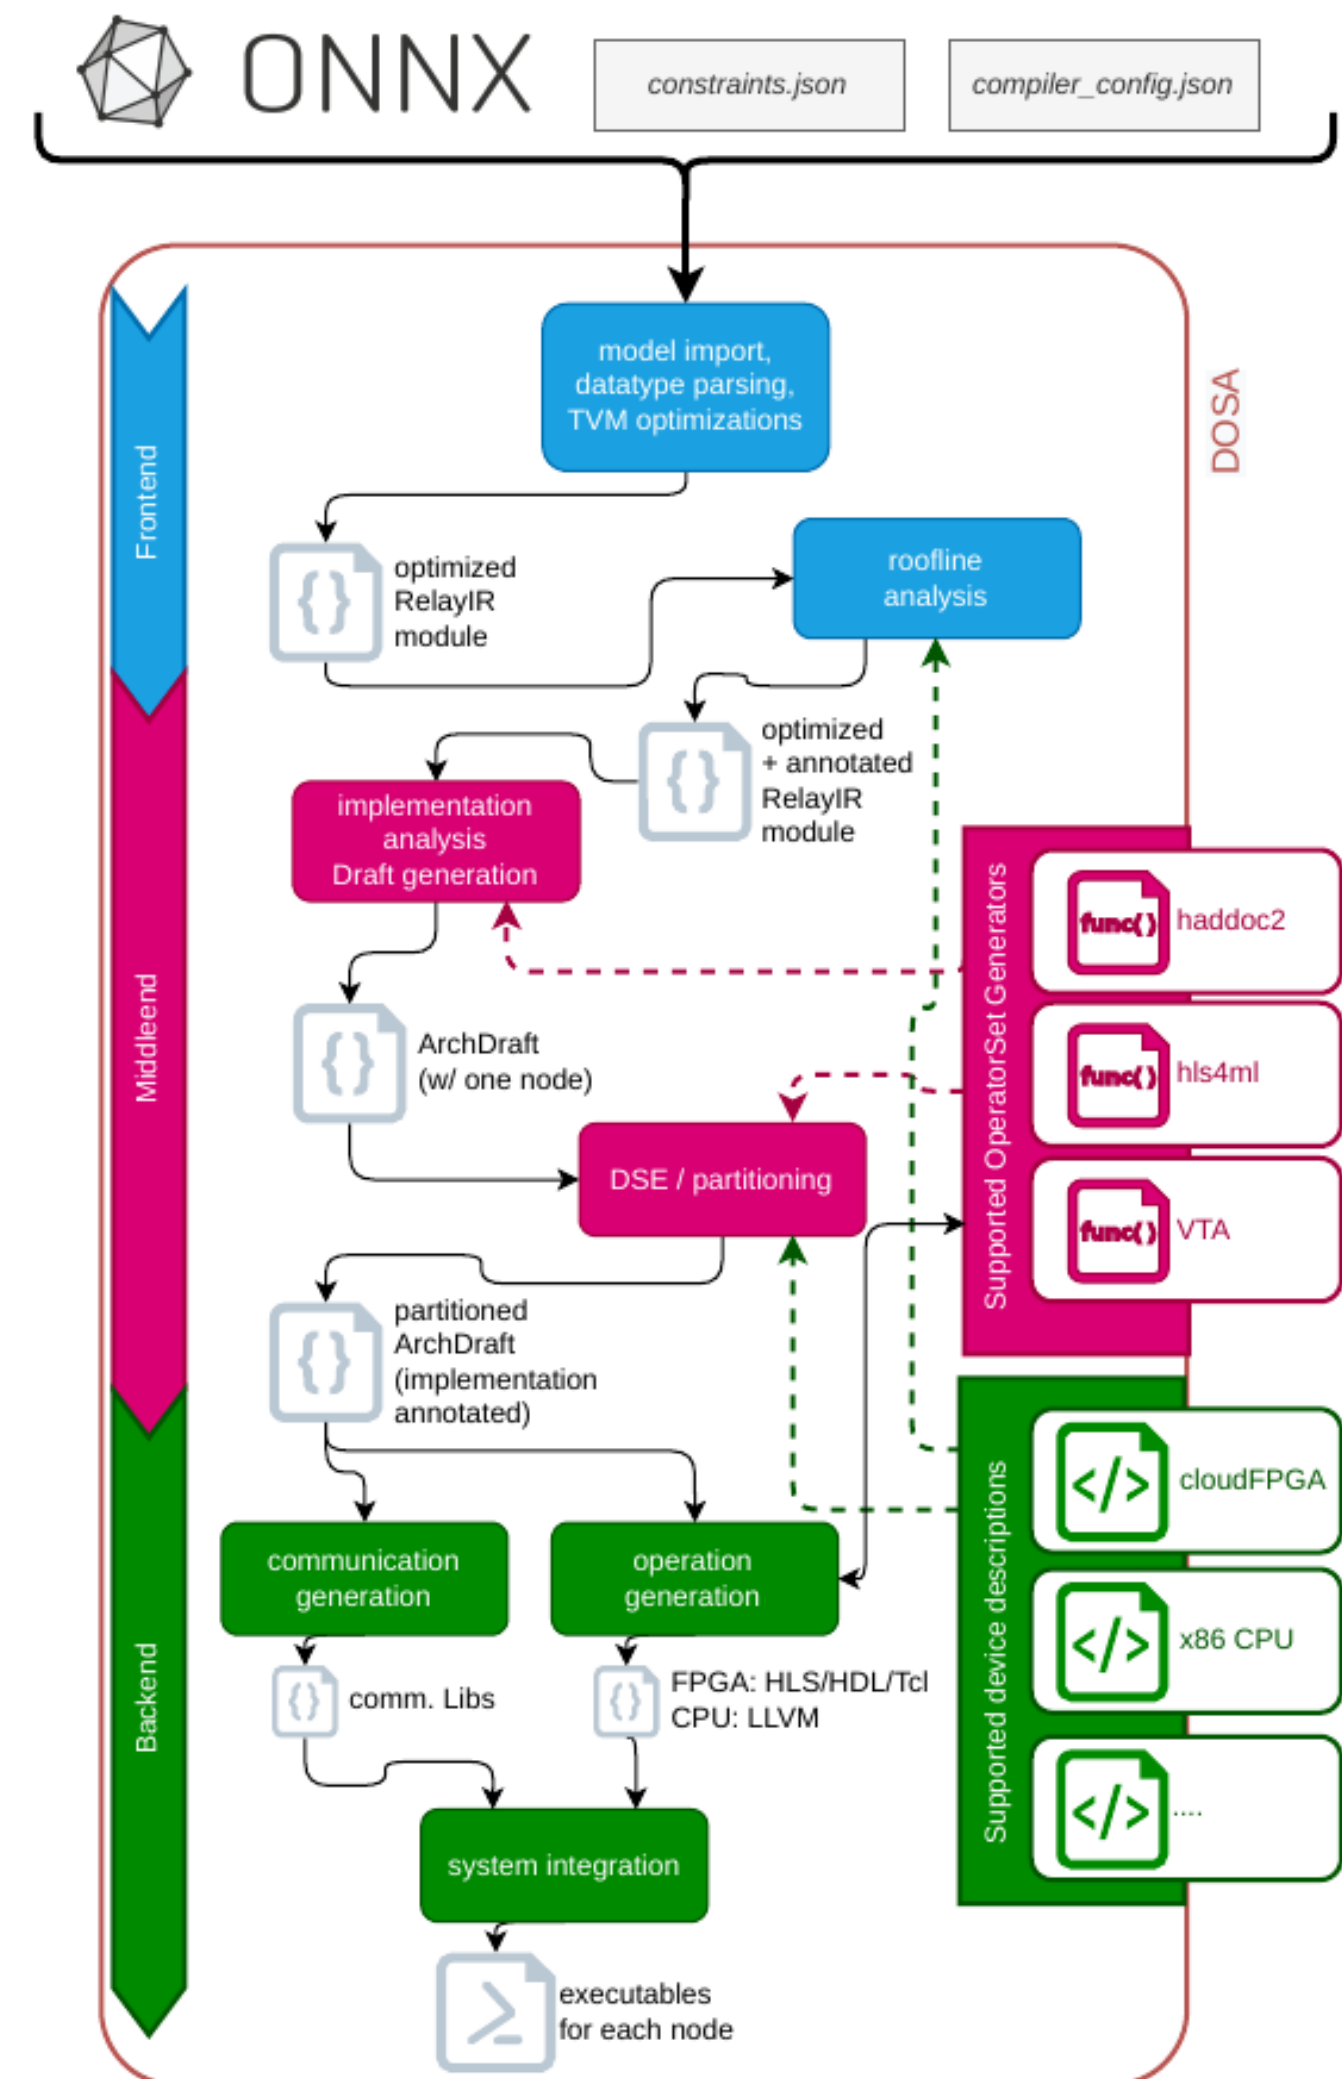 ONNX
constraints.json
compiler_config.json
DOSA
Frontend
model import,
datatype parsing,
TVM optimizations
optimized
RelayIR
module
roofline
analysis
optimized
+ annotated
RelayIR
module
Middleend
implementation
analysis
Draft generation
ArchDraft
(w/ one node)
DSE / partitioning
partitioned
ArchDraft
(implementation
annotated)
Supported OperatorSet Generators
func()
haddoc2
func()
hls4ml
func()
VTA
Backend
communication
generation
operation
generation
comm. Libs
FPGA: HLS/HDL/Tcl
CPU: LLVM
system integration
executables
for each node
Supported device descriptions
</>
cloudFPGA
</>
x86 CPU
</>
....